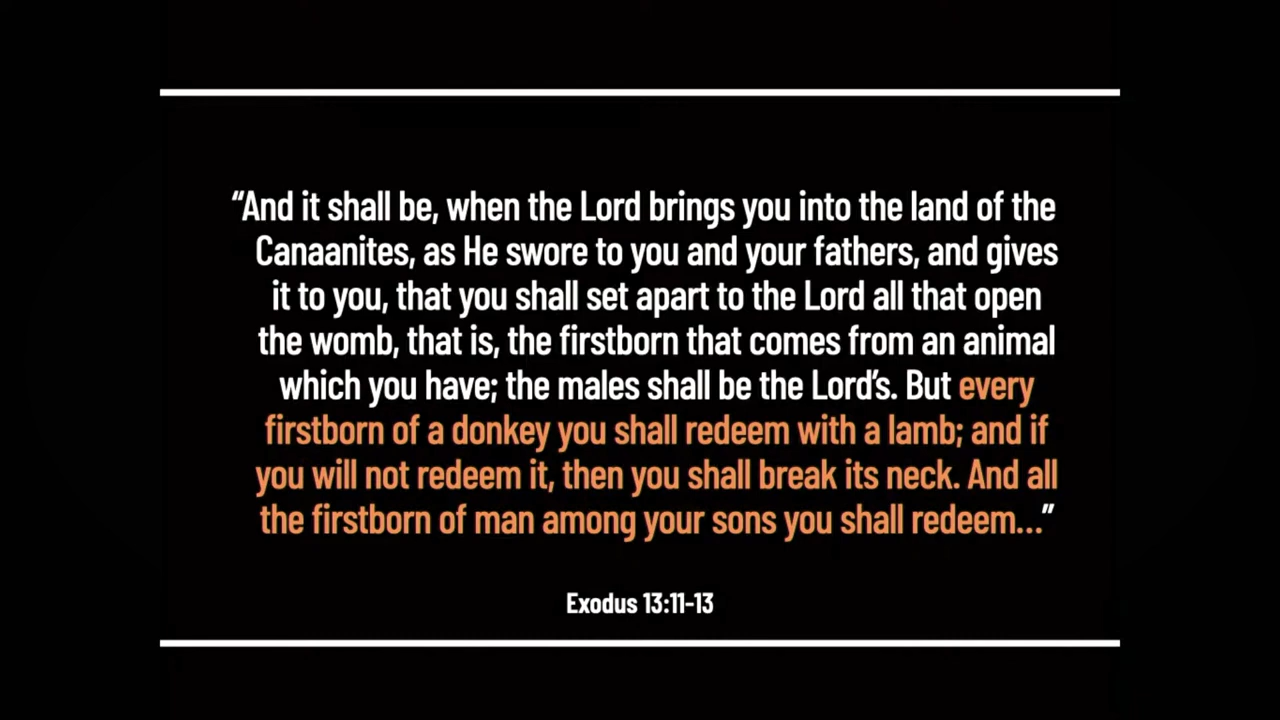 “And it shall be, when the Lord brings you into the land of the
Canaanites, as He swore to you and your fathers, and gives
it to you, that you shall set apart to the Lord all that open
the womb, that is, the firstborn that comes from an animal
which you have; the males shall be the Lord’s. But every
firstborn of a donkey you shall redeem with a lamb; and if
you will not redeem it, then you shall break its neck. And all
the firstborn of man among your sons you shall redeem...”
Exodus 13:11-13